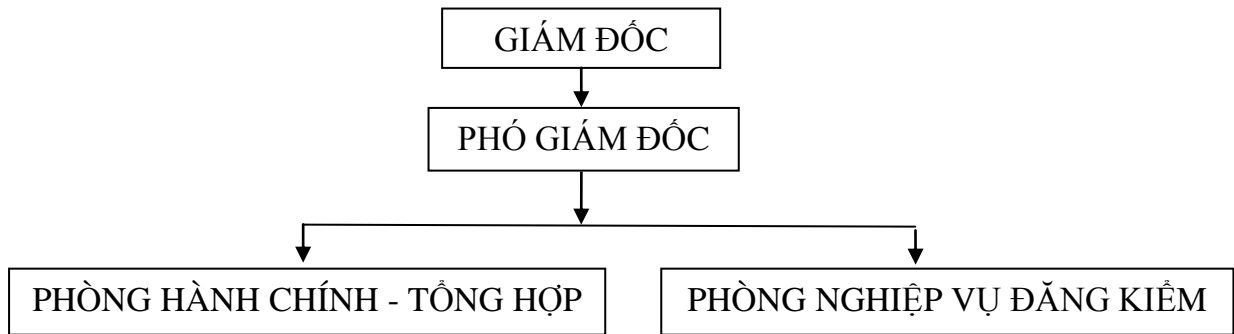 GIÁM ĐỐC
PHÓ GIÁM ĐỐC
PHÒNG HÀNH CHÍNH - TỔNG HỢP
PHÒNG NGHIỆP VỤ ĐĂNG KIỂM